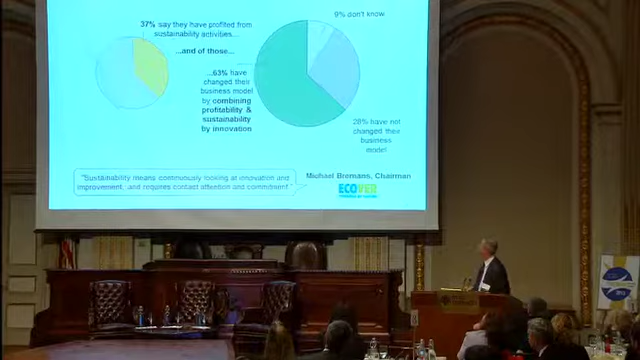 37% say they have profited from
sustainability activities...
...and of those...
...63% have
changed their
business model
by combining
profitability &
sustainability
by innovation
9% don't know
28% have not
changed their
business
model
"Sustainability means continuously looking at innovation and
improvement, and requires contact attention and commitment"
Michael Bremans, Chairman
ECOVER